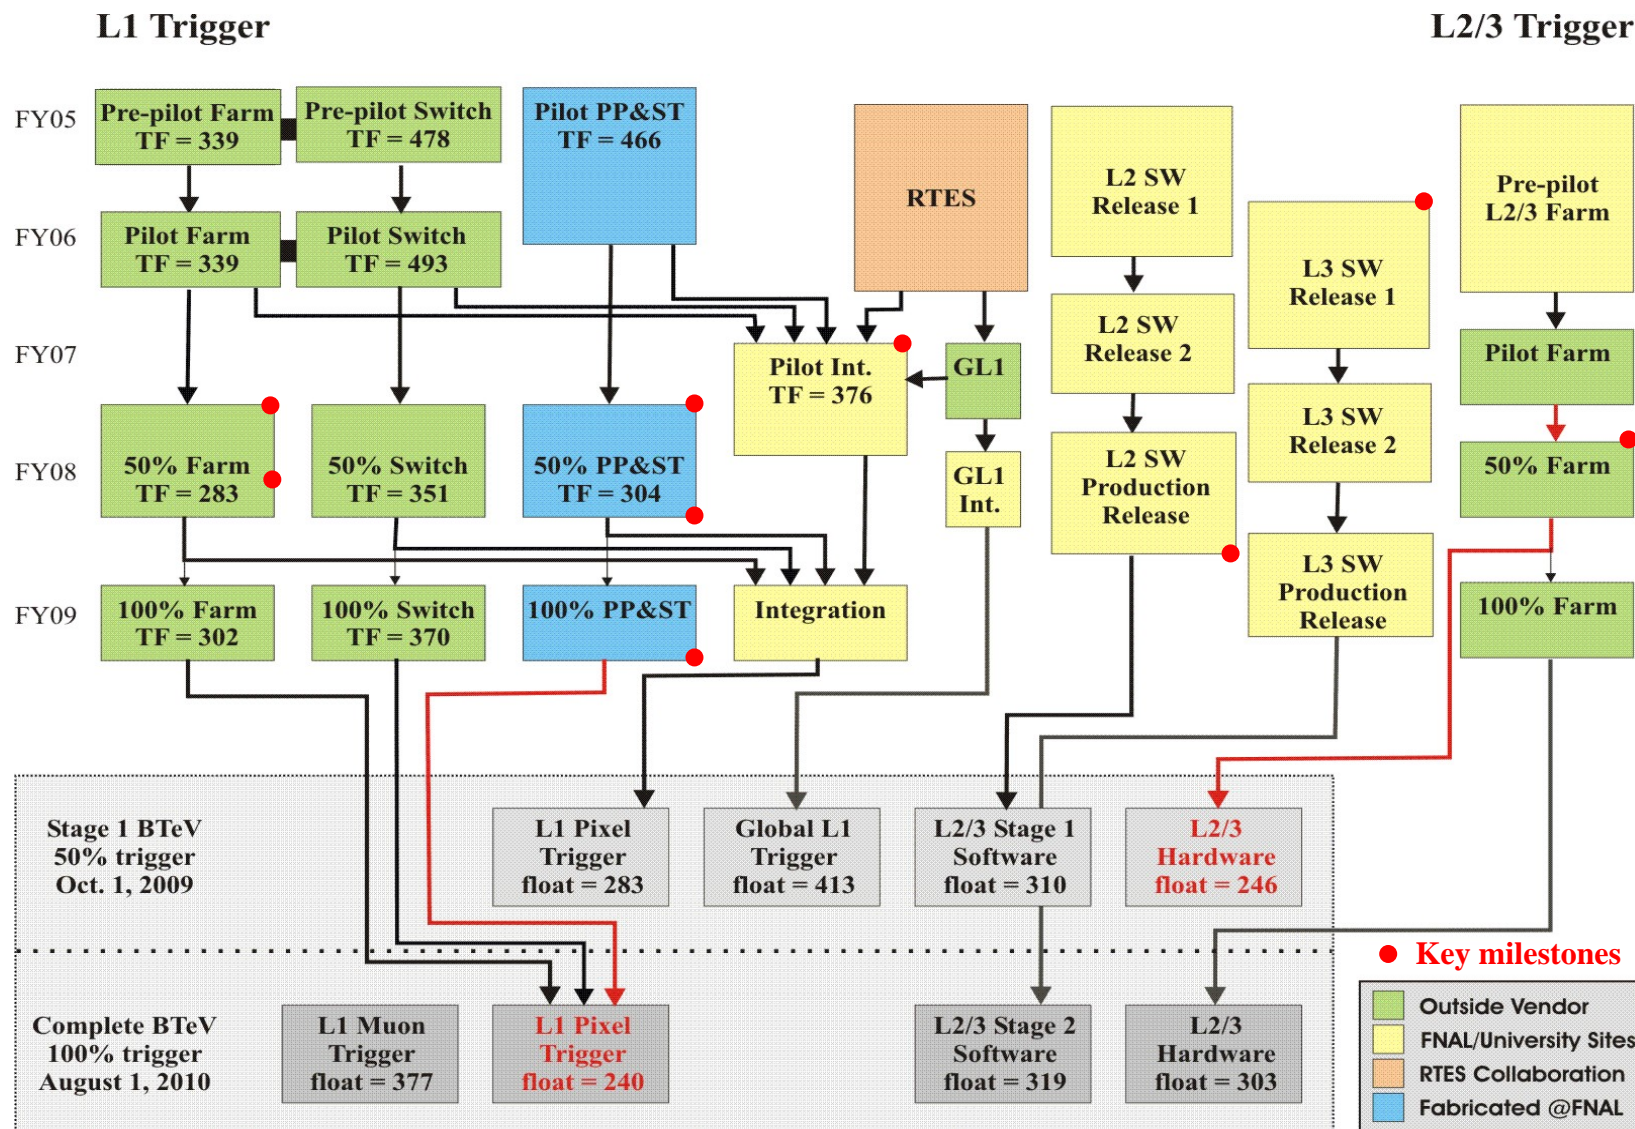 L1 Trigger
L2/3 Trigger
FY05
Pre-pilot Farm
TF = 339
Pre-pilot Switch
TF = 478
Pilot PP&ST
TF = 466
RTES
L2 SW
Release 1
Pre-pilot
L2/3 Farm
FY06
Pilot Farm
TF = 339
Pilot Switch
TF = 493
L3 SW
Release 1
FY07
Pilot Int.
TF = 376
GL1
L2 SW
Release 2
Pilot Farm
FY08
50% Farm
TF = 283
50% Switch
TF = 351
50% PP&ST
TF = 304
GL1
Int.
L2 SW
Production
Release
L3 SW
Release 2
50% Farm
FY09
100% Farm
TF = 302
100% Switch
TF = 370
100% PP&ST
Integration
L3 SW
Production
Release
100% Farm
Stage 1 BTeV
50% trigger
Oct. 1, 2009
L1 Pixel
Trigger
float = 283
Global L1
Trigger
float = 413
L2/3 Stage 1
Software
float = 310
L2/3
Hardware
float = 246
Complete BTeV
100% trigger
August 1, 2010
L1 Muon
Trigger
float = 377
L1 Pixel
Trigger
float = 240
L2/3 Stage 2
Software
float = 319
L2/3
Hardware
float = 303
Key milestones
Outside Vendor
FNAL/University Sites
RTES Collaboration
Fabricated @FNAL